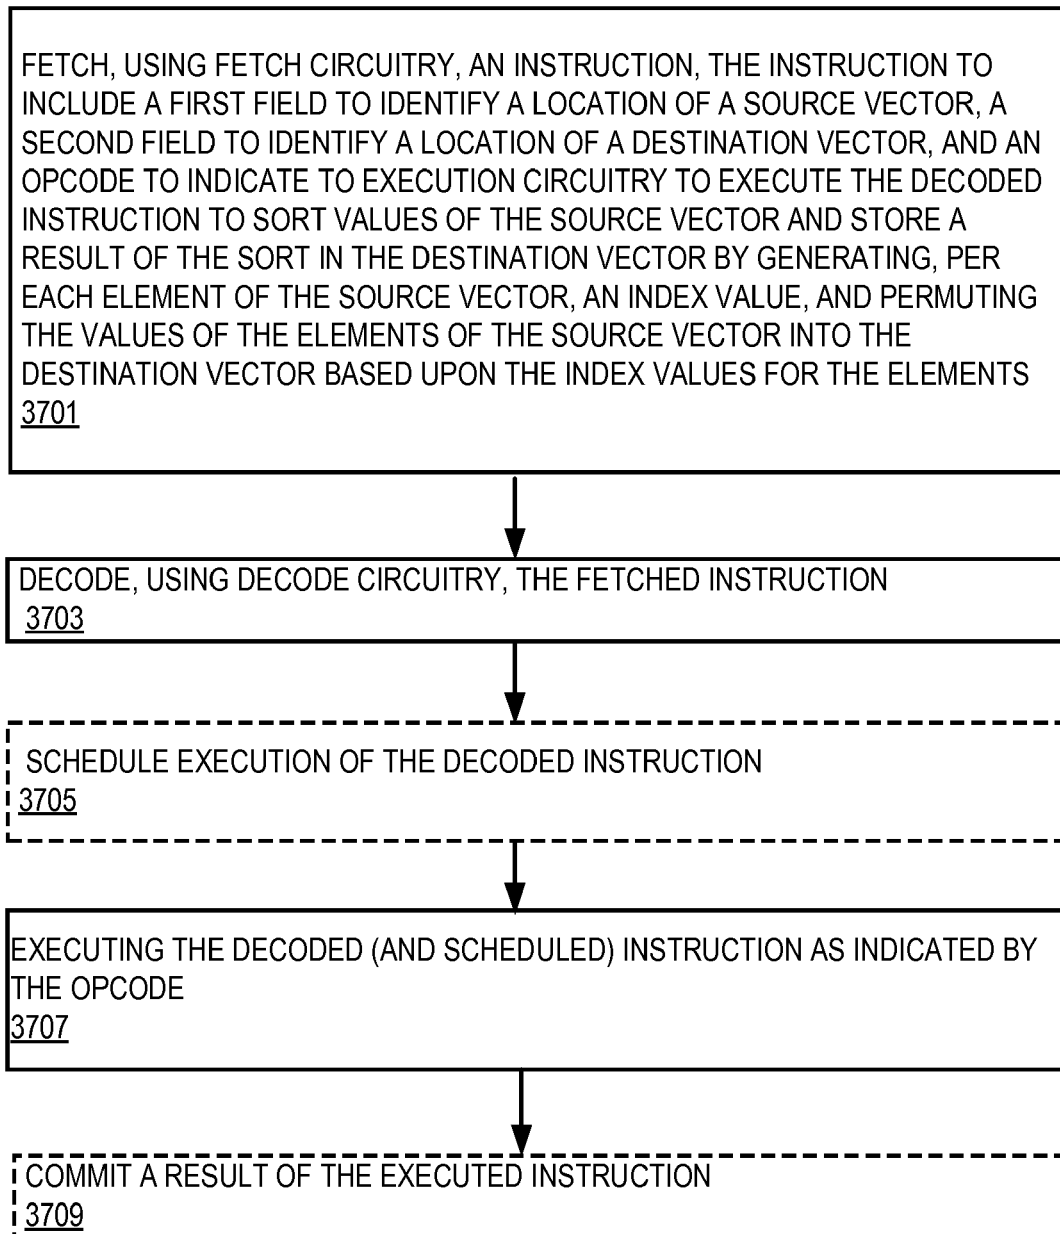 FETCH, USING FETCH CIRCUITRY, AN INSTRUCTION, THE INSTRUCTION TO
INCLUDE A FIRST FIELD TO IDENTIFY A LOCATION OF A SOURCE VECTOR, A
SECOND FIELD TO IDENTIFY A LOCATION OF A DESTINATION VECTOR, AND AN
OPCODE TO INDICATE TO EXECUTION CIRCUITRY TO EXECUTE THE DECODED
INSTRUCTION TO SORT VALUES OF THE SOURCE VECTOR AND STORE A
RESULT OF THE SORT IN THE DESTINATION VECTOR BY GENERATING, PER
EACH ELEMENT OF THE SOURCE VECTOR, AN INDEX VALUE, AND PERMUTING
THE VALUES OF THE ELEMENTS OF THE SOURCE VECTOR INTO THE
DESTINATION VECTOR BASED UPON THE INDEX VALUES FOR THE ELEMENTS
3701
DECODE, USING DECODE CIRCUITRY, THE FETCHED INSTRUCTION
3703
SCHEDULE EXECUTION OF THE DECODED INSTRUCTION
3705
EXECUTING THE DECODED (AND SCHEDULED) INSTRUCTION AS INDICATED BY
THE OPCODE
3707
COMMIT A RESULT OF THE EXECUTED INSTRUCTION
3709